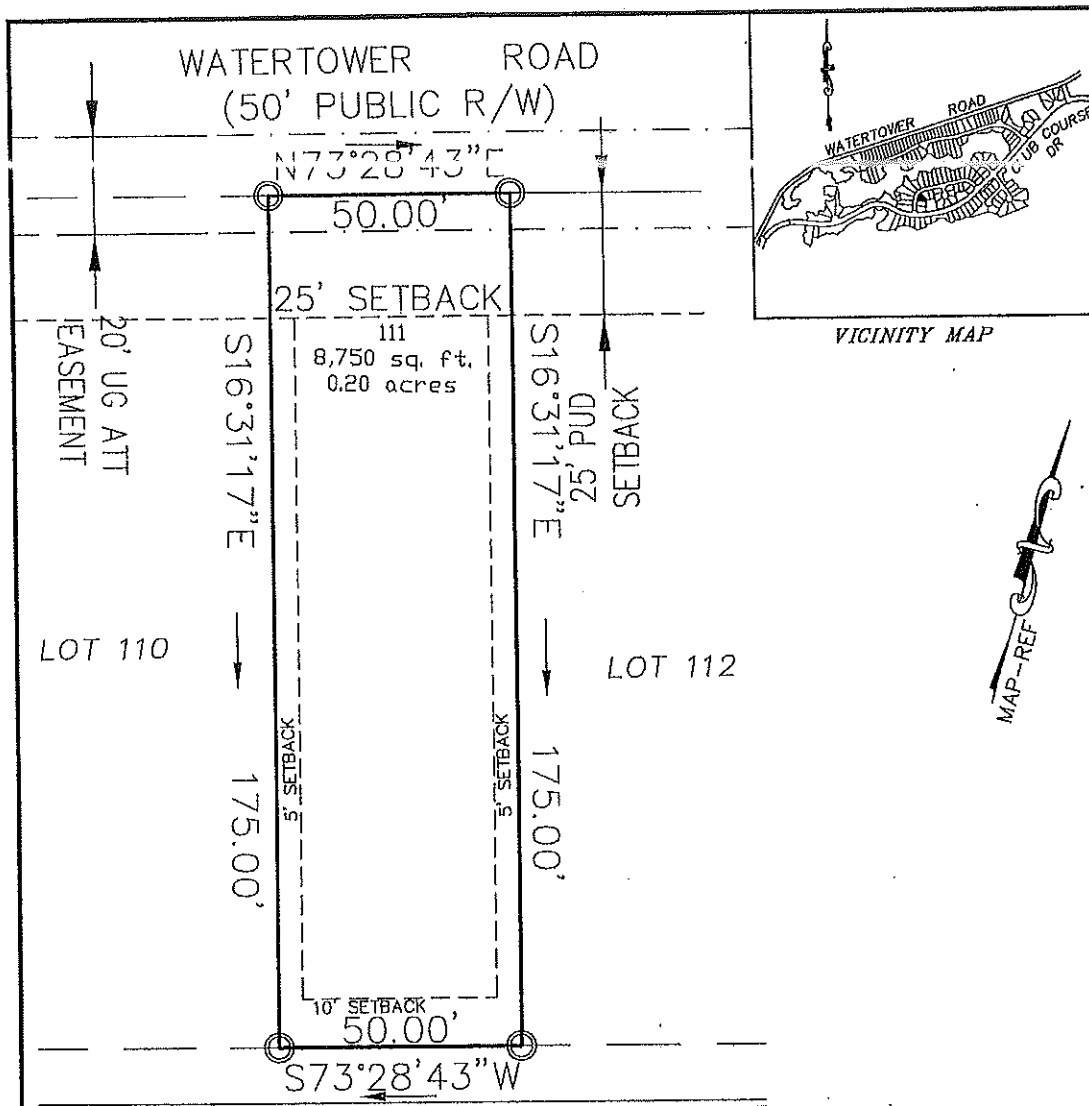 WATERTOWER ROAD
(50' PUBLIC R/W)
N73°28'43"E
50.00'
25' SETBACK
111
8,750 sq. ft.
0.20 acres
20' UG ATT
EASEMENT
S16°31'17"E
S16°31'17"E
25' PUD
SETBACK
LOT 110
LOT 112
5' SETBACK
5' SETBACK
175.00'
175.00'
10' SETBACK
50.00'
S73°28'43"W
WATERTOWER ROAD
UB COURSE
DR
VICINITY MAP
MAP-REF